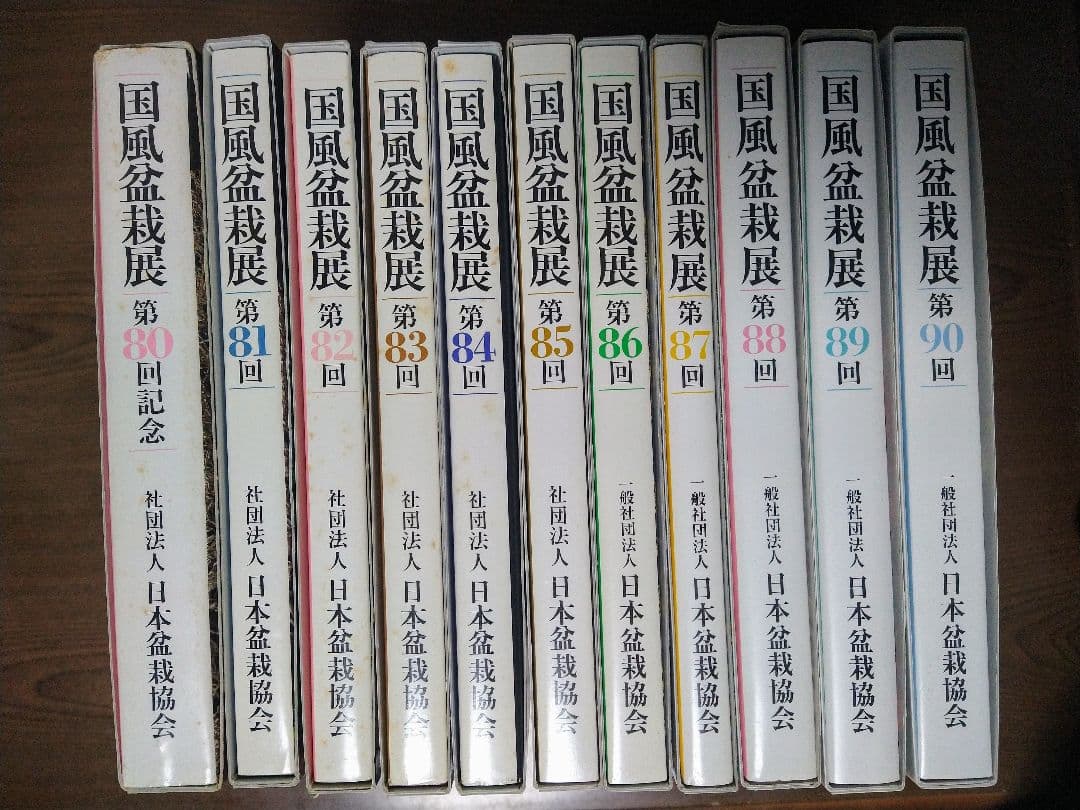 国風盆栽展 第80回記念 社団法人 日本盆栽協会
国風盆栽展 第81回 社団法人 日本盆栽協会
国風盆栽展 第82回 社団法人 日本盆栽協会
国風盆栽展 第83回 社団法人 日本盆栽協会
国風盆栽展 第84回 社団法人 日本盆栽協会
国風盆栽展 第85回 社団法人 日本盆栽協会
国風盆栽展 第86回 一般社団法人 日本盆栽協会
国風盆栽展 第87回 一般社団法人 日本盆栽協会
国風盆栽展 第88回 一般社団法人 日本盆栽協会
国風盆栽展 第89回 一般社団法人 日本盆栽協会
国風盆栽展 第90回 一般社団法人 日本盆栽協会